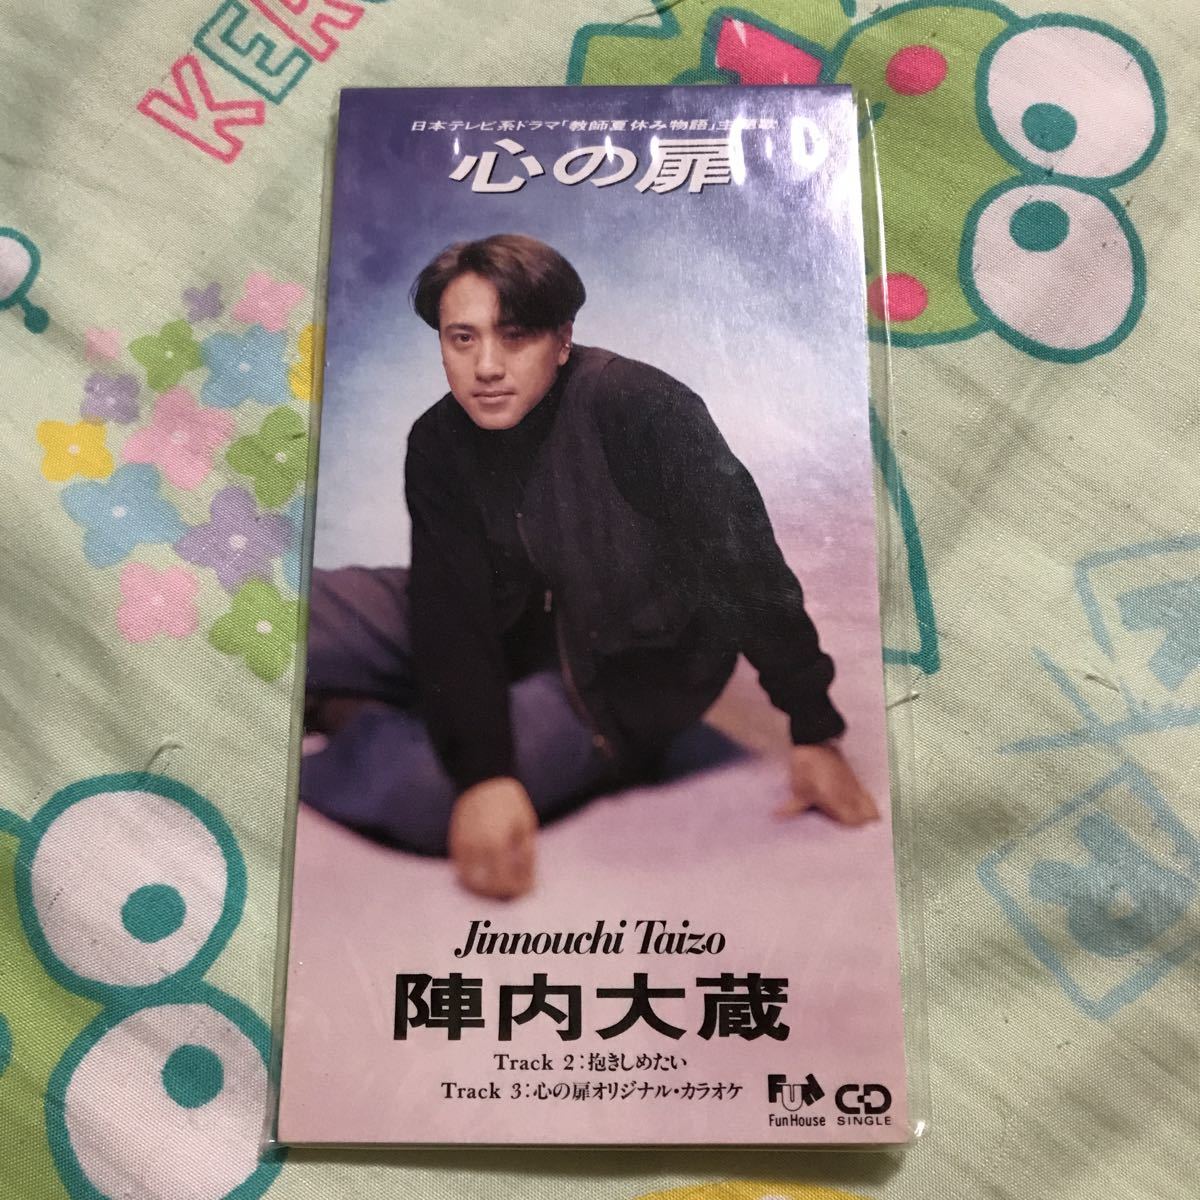 KER
日本テレビ系ドラマ「教師夏休み物語」主題歌
心の扉
Jinnouchi Taizo
陣内大蔵
Track 2：抱きしめたい
Track 3：心の扉オリジナル・カラオケ
FUN
Fun House
CD
SINGLE